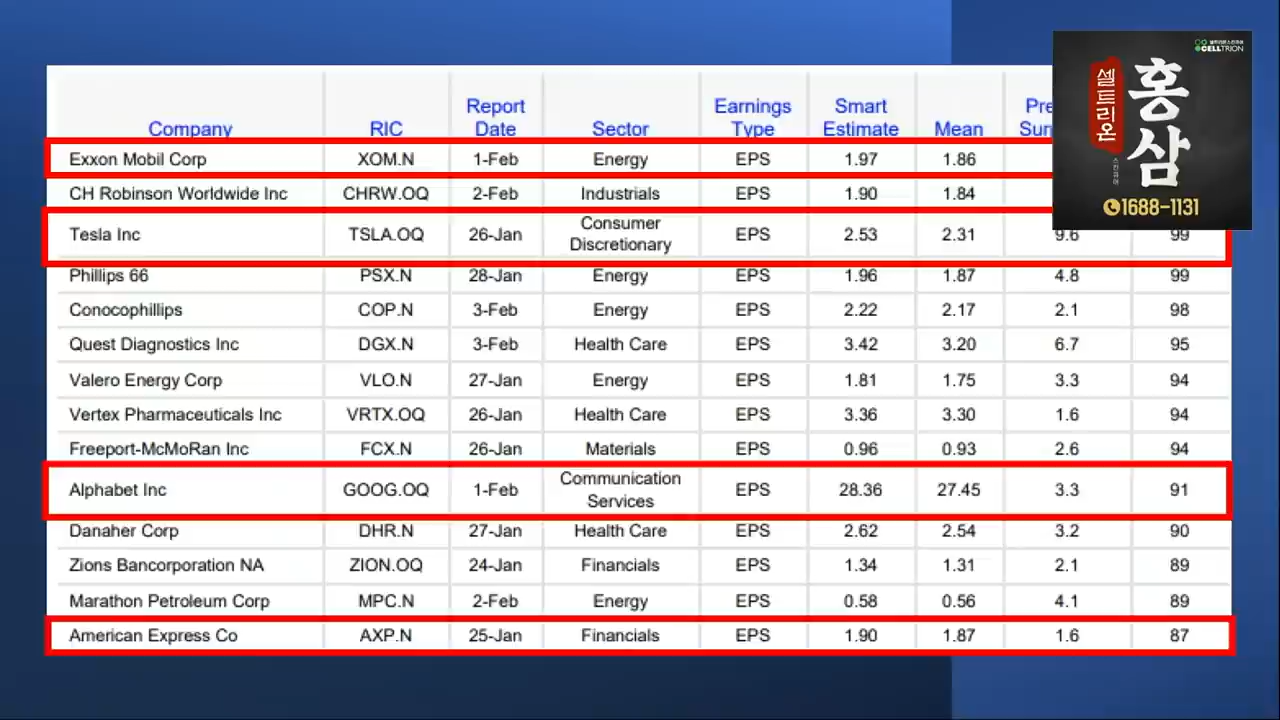 Company RIC Report Date Sector Earnings Type Smart Estimate Mean
Exxon Mobil Corp XOM.N 1-Feb Energy EPS 1.97 1.86
CH Robinson Worldwide Inc CHRW.OQ 2-Feb Industrials EPS 1.90 1.84
Tesla Inc TSLA.OQ 26-Jan Consumer Discretionary EPS 2.53 2.31 9.6 99
Phillips 66 PSX.N 28-Jan Energy EPS 1.96 1.87 4.8 99
Conocophillips COP.N 3-Feb Energy EPS 2.22 2.17 2.1 98
Quest Diagnostics Inc DGX.N 3-Feb Health Care EPS 3.42 3.20 6.7 95
Valero Energy Corp VLO.N 27-Jan Energy EPS 1.81 1.75 3.3 94
Vertex Pharmaceuticals Inc VRTX.OQ 26-Jan Health Care EPS 3.36 3.30 1.6 94
Freeport-McMoRan Inc FCX.N 26-Jan Materials EPS 0.96 0.93 2.6 94
Alphabet Inc GOOG.OQ 1-Feb Communication Services EPS 28.36 27.45 3.3 91
Danaher Corp DHR.N 27-Jan Health Care EPS 2.62 2.54 3.2 90
Zions Bancorporation NA ZION.OQ 24-Jan Financials EPS 1.34 1.31 2.1 89
Marathon Petroleum Corp MPC.N 2-Feb Energy EPS 0.58 0.56 4.1 89
American Express Co AXP.N 25-Jan Financials EPS 1.90 1.87 1.6 87
CELLTRION
셀트리온
홍삼
1688-1131